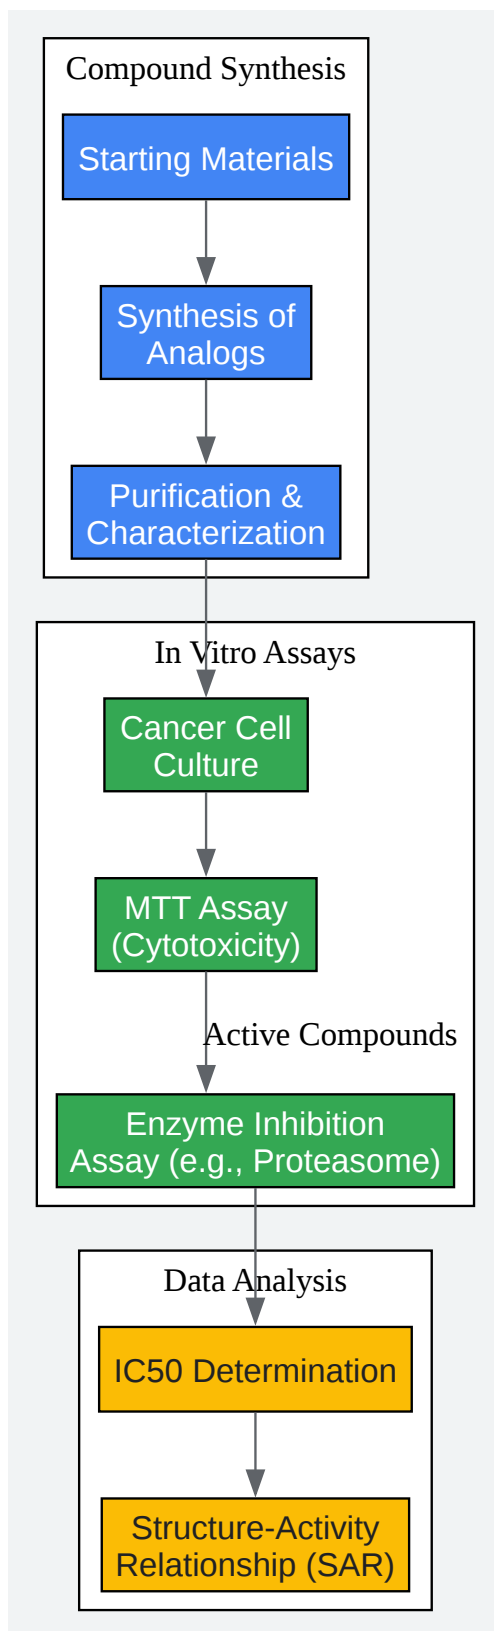 Compound Synthesis
Starting Materials
Synthesis of
Analogs
Purification &
Characterization
In Vitro Assays
Cancer Cell
Culture
MTT Assay
(Cytotoxicity)
Active Compounds
Enzyme Inhibition
Assay (e.g., Proteasome)
Data Analysis
IC50 Determination
Structure-Activity
Relationship (SAR)